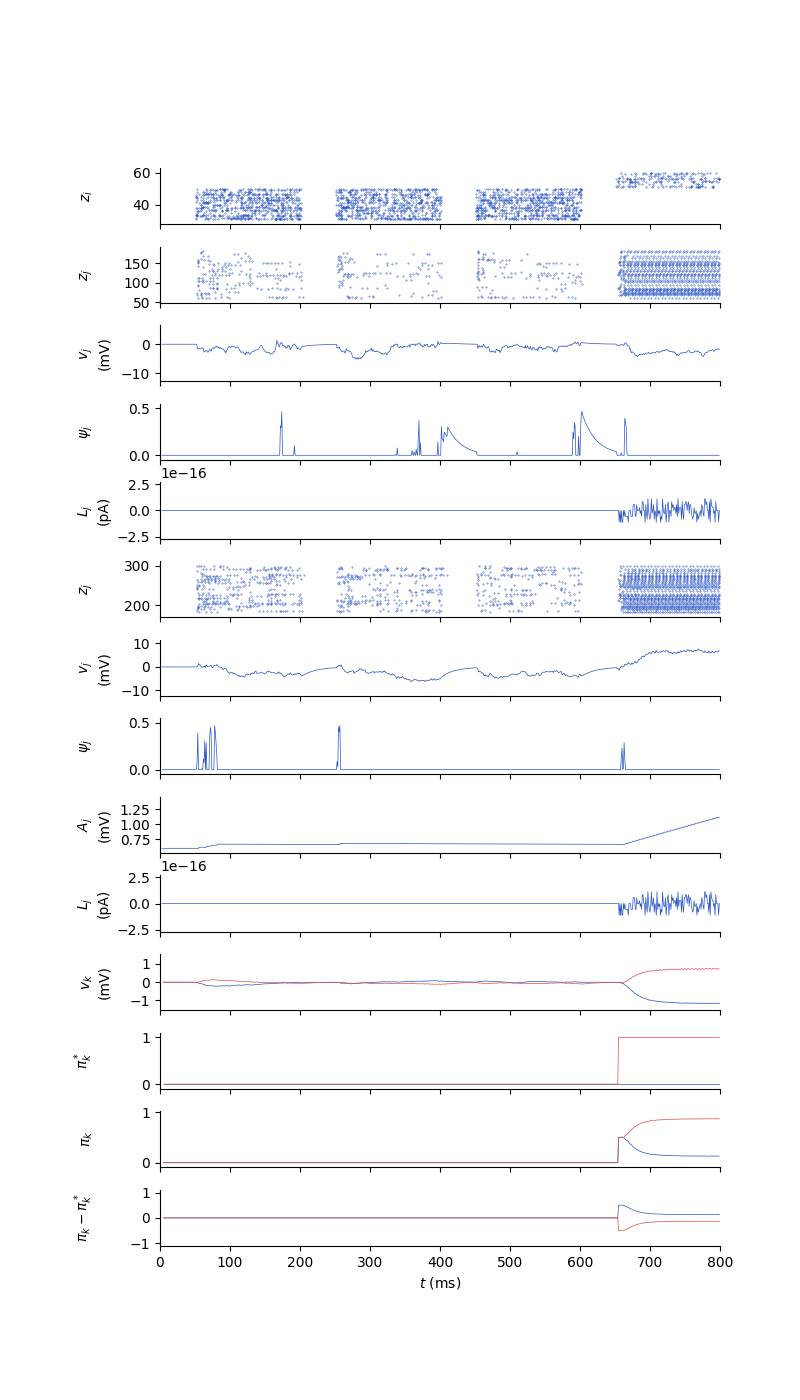 60
40
z_i
150
100
50
z_j
0
−10
v_j
(mV)
0.5
0.0
ψ_j
1e−16
2.5
0.0
−2.5
L_j
(pA)
300
200
z_j
10
0
−10
v_j
(mV)
0.5
0.0
ψ_j
1.25
1.00
0.75
A_j
(mV)
1e−16
2.5
0.0
−2.5
L_j
(pA)
1
0
−1
v_k
(mV)
1
0
π_k^*
1
0
π_k
1
0
−1
π_k − π_k^*
0 100 200 300 400 500 600 700 800
t (ms)